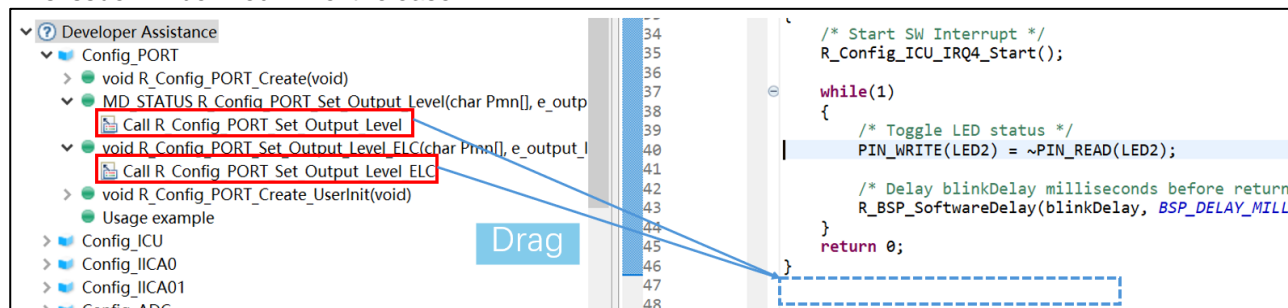 Developer Assistance
Config_PORT
void R_Config_PORT_Create(void)
MD_STATUS R_Config_PORT_Set_Output_Level(char Pmn[], e_outp
Call R_Config_PORT_Set_Output_Level
void R_Config_PORT_Set_Output_Level_ELC(char Pmn[], e_output_l
Call R_Config_PORT_Set_Output_Level_ELC
void R_Config_PORT_Create_UserInit(void)
Usage example
Config_ICU
Config_IICA0
Config_IICA01
Drag
{
34 /* Start SW Interrupt */
35 R_Config_ICU_IRQ4_Start();
36
37 while(1)
38 {
39 /* Toggle LED status */
40 PIN_WRITE(LED2) = ~PIN_READ(LED2);
41
42 /* Delay blinkDelay milliseconds before return
43 R_BSP_SoftwareDelay(blinkDelay, BSP_DELAY_MILL
44 }
45 return 0;
46 }
47
48